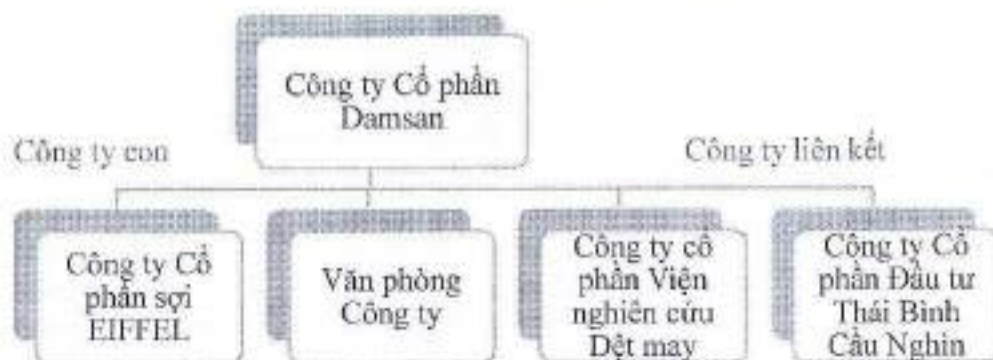 Công ty Cổ phần
Damsan
Công ty con
Công ty liên kết
Công ty Cổ
phần sợi
EIFFEL
Văn phòng
Công ty
Công ty cô
phần Viện
nghiên cứu
Dệt may
Công ty Cổ
phần Đầu tư
Thái Bình
Cầu Nghìn